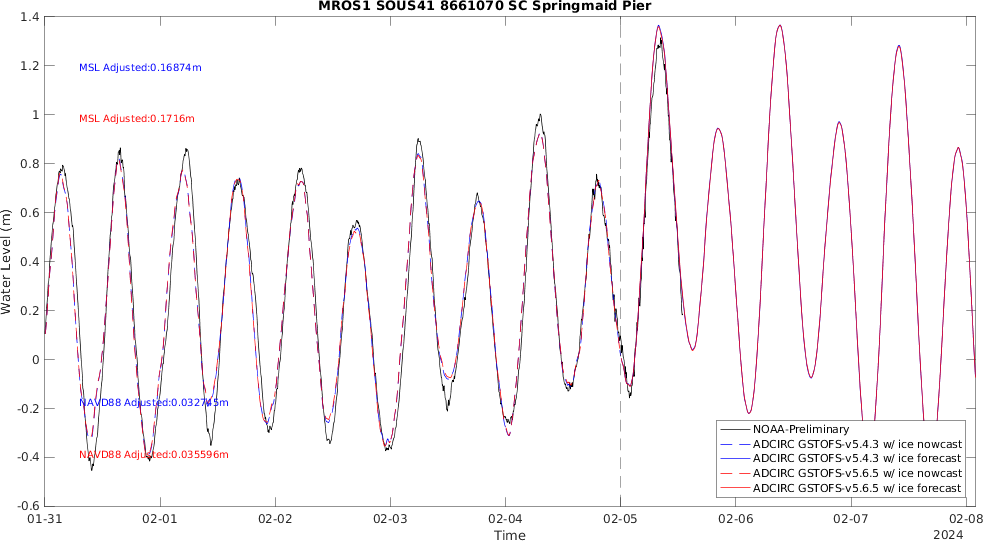 MROS1 SOUS41 8661070 SC Springmaid Pier
1.4
1.2
1
0.8
0.6
0.4
0.2
0
-0.2
-0.4
-0.6
Water Level (m)
MSL Adjusted:0.16874m
MSL Adjusted:0.1716m
NAVD88 Adjusted:0.032745m
NAVD88 Adjusted:0.035596m
NOAA-Preliminary
ADCIRC GSTOFS-v5.4.3 w/ ice nowcast
ADCIRC GSTOFS-v5.4.3 w/ ice forecast
ADCIRC GSTOFS-v5.6.5 w/ ice nowcast
ADCIRC GSTOFS-v5.6.5 w/ ice forecast
01-31 02-01 02-02 02-03 02-04 02-05 02-06 02-07 02-08
2024
Time